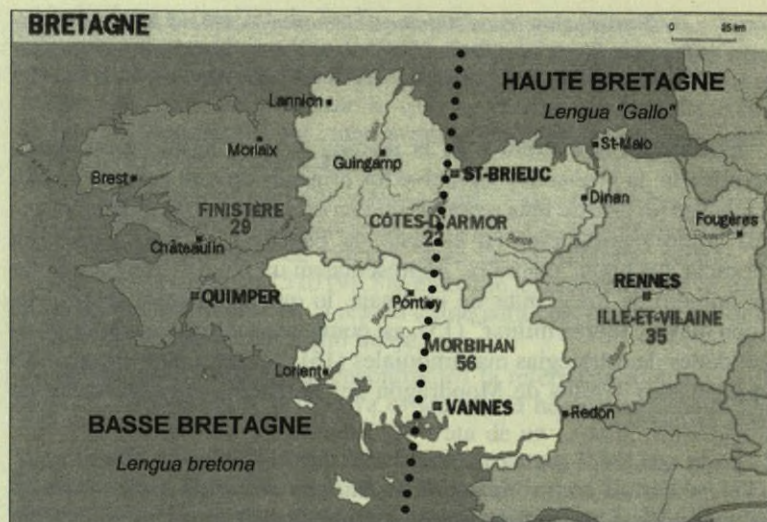 BRETAGNE
0 25 km
HAUTE BRETAGNE
Lengua "Gallo"
Lannion
Morlaix
Guingamp
St-Malo
Brest
ST-BRIEUC
Dinan
FINISTÈRE
29
CÔTES-D'ARMOR
22
Fougères
Châteaulin
RENNES
QUIMPER
Pontivy
ILLE-ET-VILAINE
35
MORBIHAN
56
Lorient
VANNES
Redon
BASSE BRETAGNE
Lengua bretona